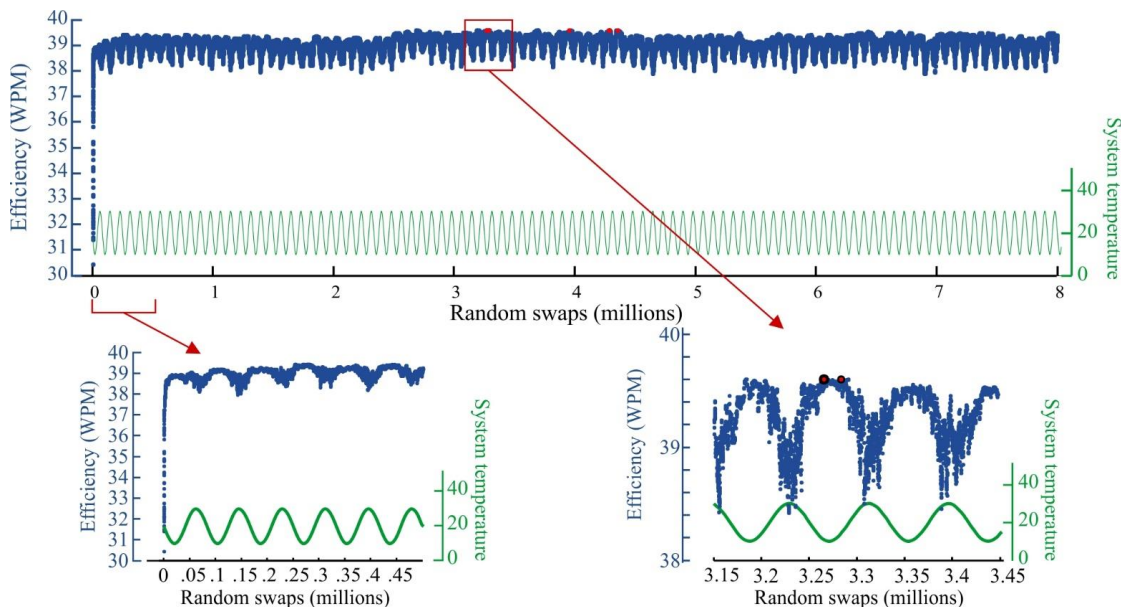 40
39
38
37
36
35
34
33
32
31
30
Efficiency (WPM)
40
20
0
System temperature
0 1 2 3 4 5 6 7 8
Random swaps (millions)
40
39
38
36
35
34
33
32
31
30
Efficiency (WPM)
40
20
0
System temperature
0 .05 .1 .15 .2 .25 .3 .35 .4 .45
Random swaps (millions)
40
39
38
Efficiency (WPM)
40
20
0
System temperature
3.15 3.2 3.25 3.3 3.35 3.4 3.45
Random swaps (millions)